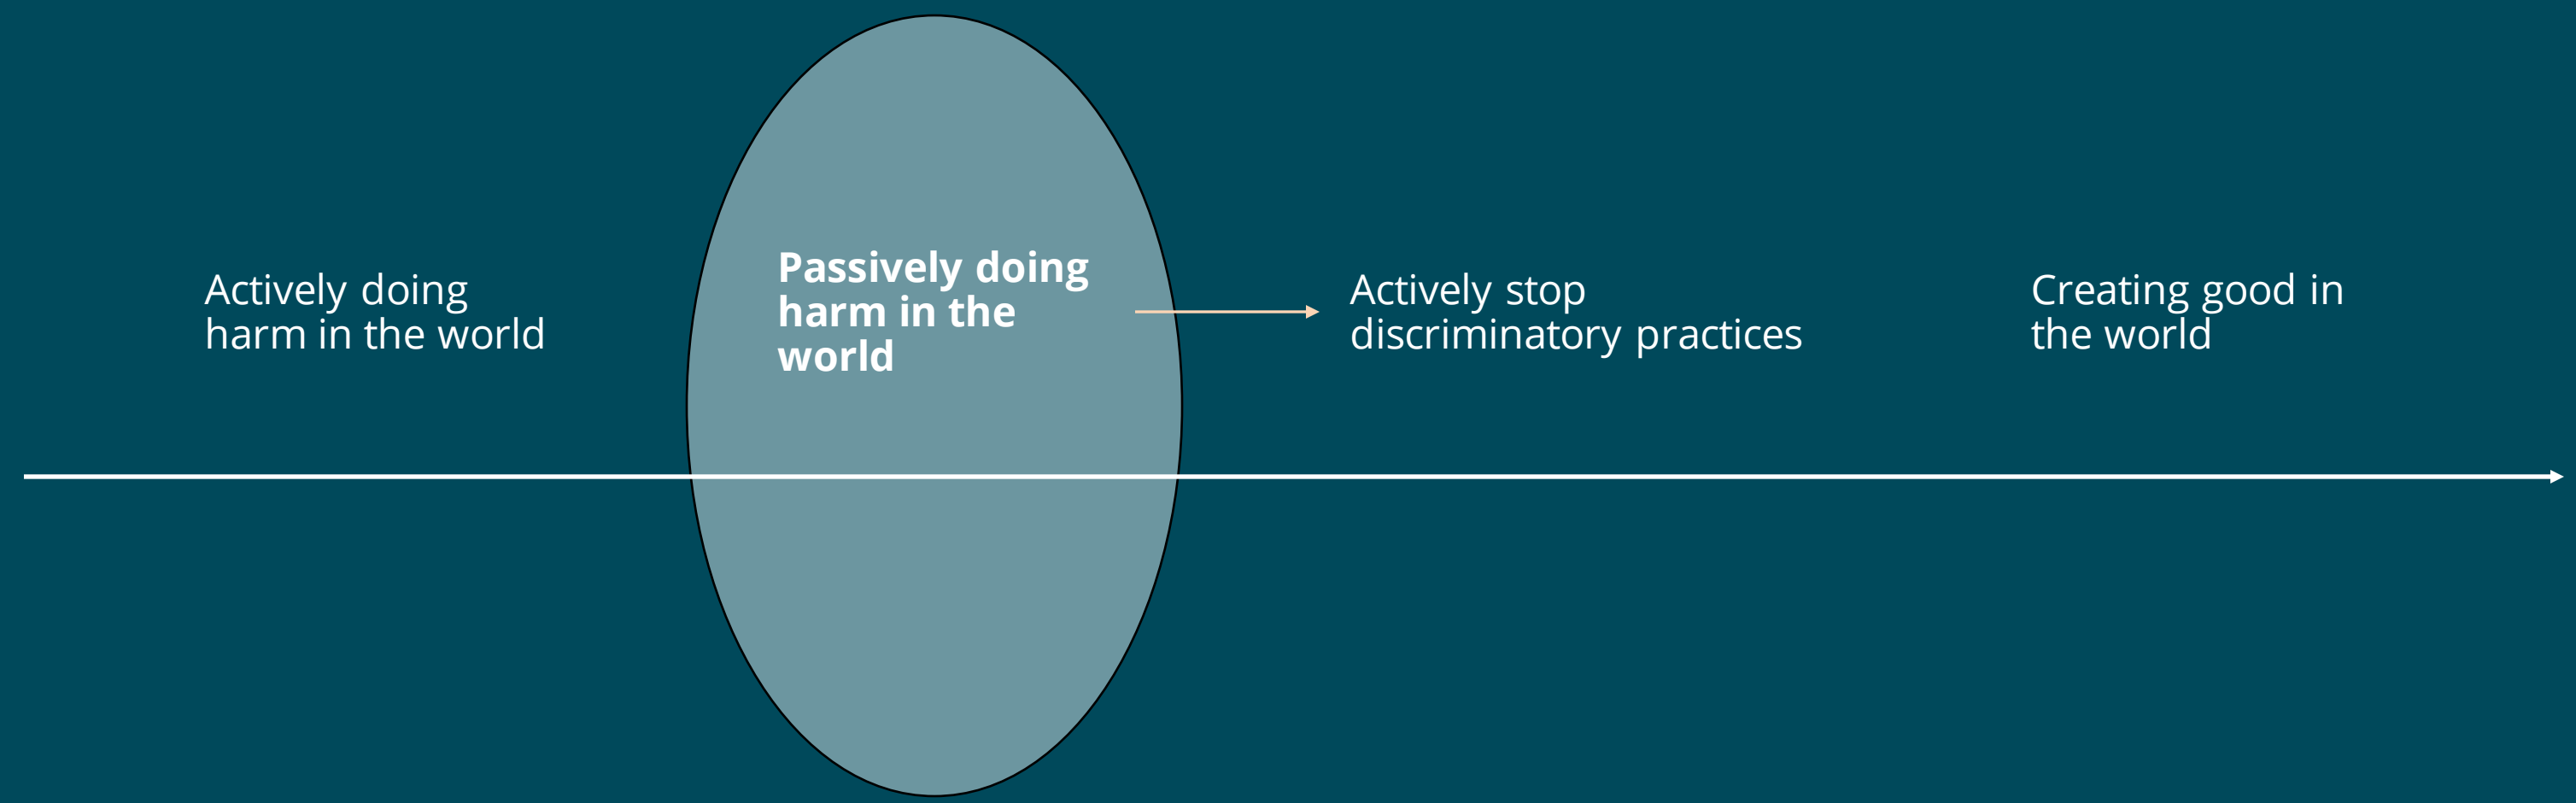 Actively doing
harm in the world
Passively doing
harm in the
world
Actively stop
discriminatory practices
Creating good in
the world